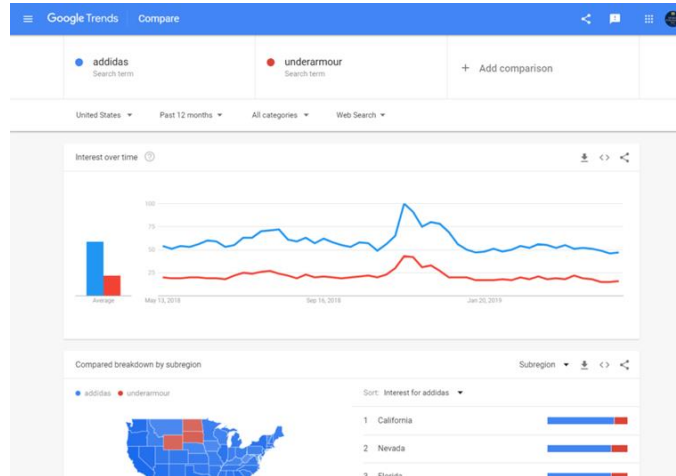 Google Trends Compare
addidas
Search term
underarmour
Search term
+ Add comparison
United States Past 12 months All categories Web Search
Interest over time
100
75
50
25
Average
May 13, 2018 Sep 16, 2018 Jan 20, 2019
Compared breakdown by subregion Subregion
addidas underarmour
Sort: Interest for addidas
1 California
2 Nevada
3 Florida